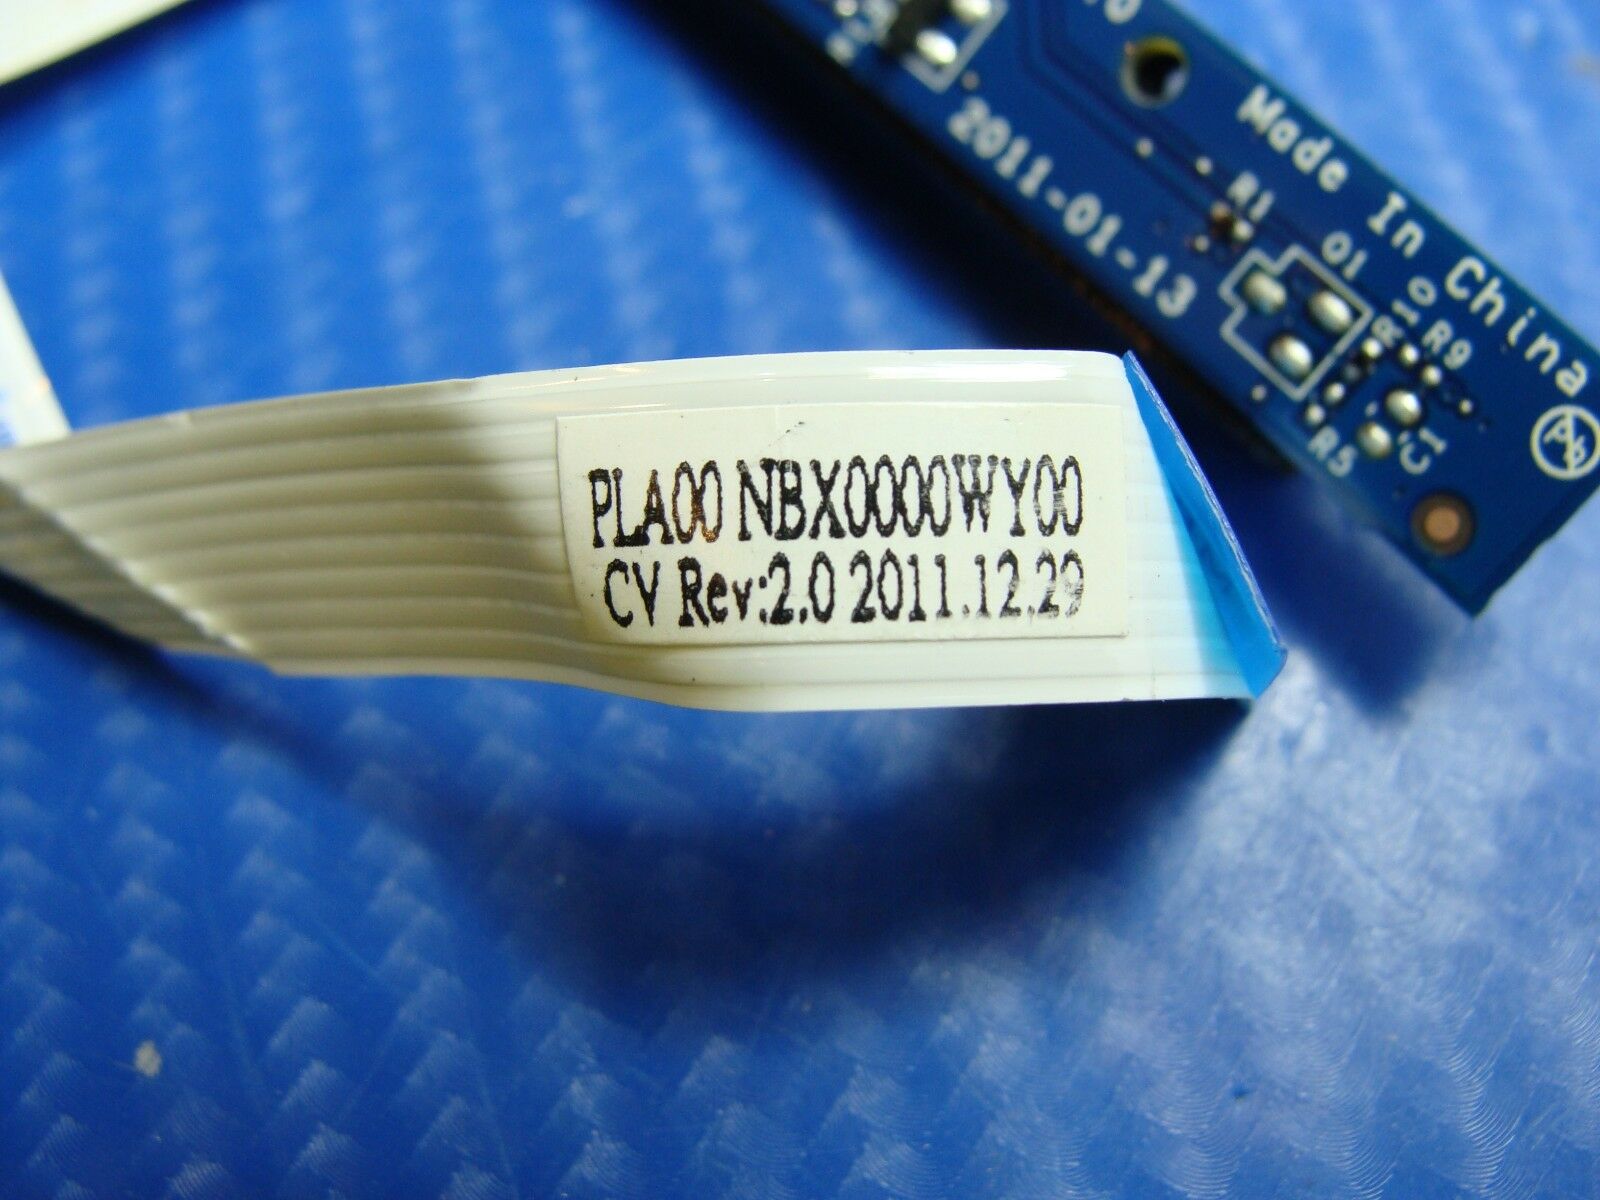 Made In China
2011-01-13
R1
R10
R9
C1
R5
Pb
PLA00 NBX0000WY00
CV Rev:2.0 2011.12.29